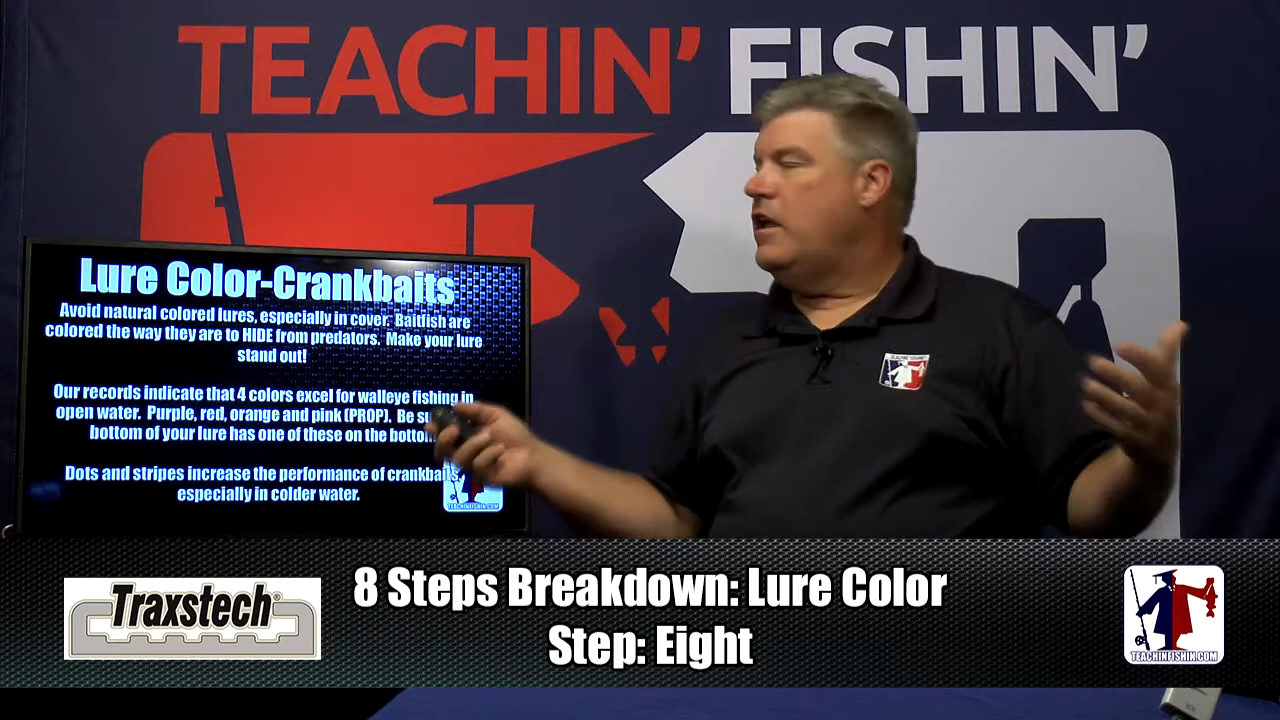 TEACHIN' FISHIN'
Lure Color-Crankbaits
Avoid natural colored lures, especially in cover. Baitfish are
colored the way they are to HIDE from predators. Make your lure
stand out!
Our records indicate that 4 colors excel for walleye fishing in
open water. Purple, red, orange and pink (PROP). Be
bottom of your lure has one of these on the
Dots and stripes increase the performance of crankbaits,
especially in colder water.
TEACHINFISHIN.COM
TEACHIN' FISHIN'
Traxstech®
8 Steps Breakdown: Lure Color
Step: Eight
TEACHINFISHIN.COM